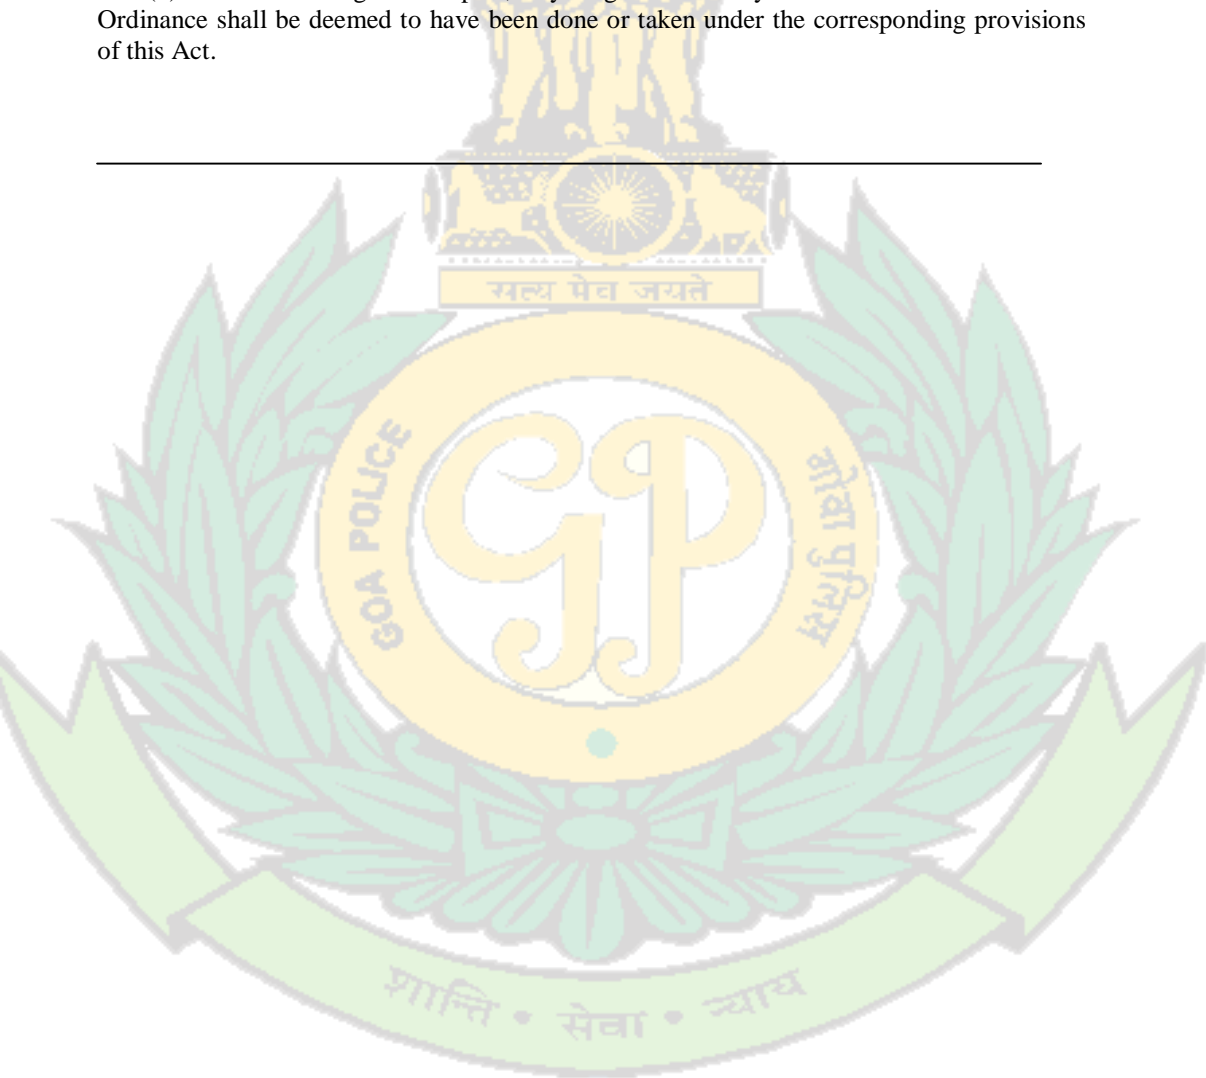 Ordinance shall be deemed to have been done or taken under the corresponding provisions
of this Act.
सत्य मेव जयते
GOA POLICE
गोवा पुलिस
GP
शान्ति • सेवा • न्याय